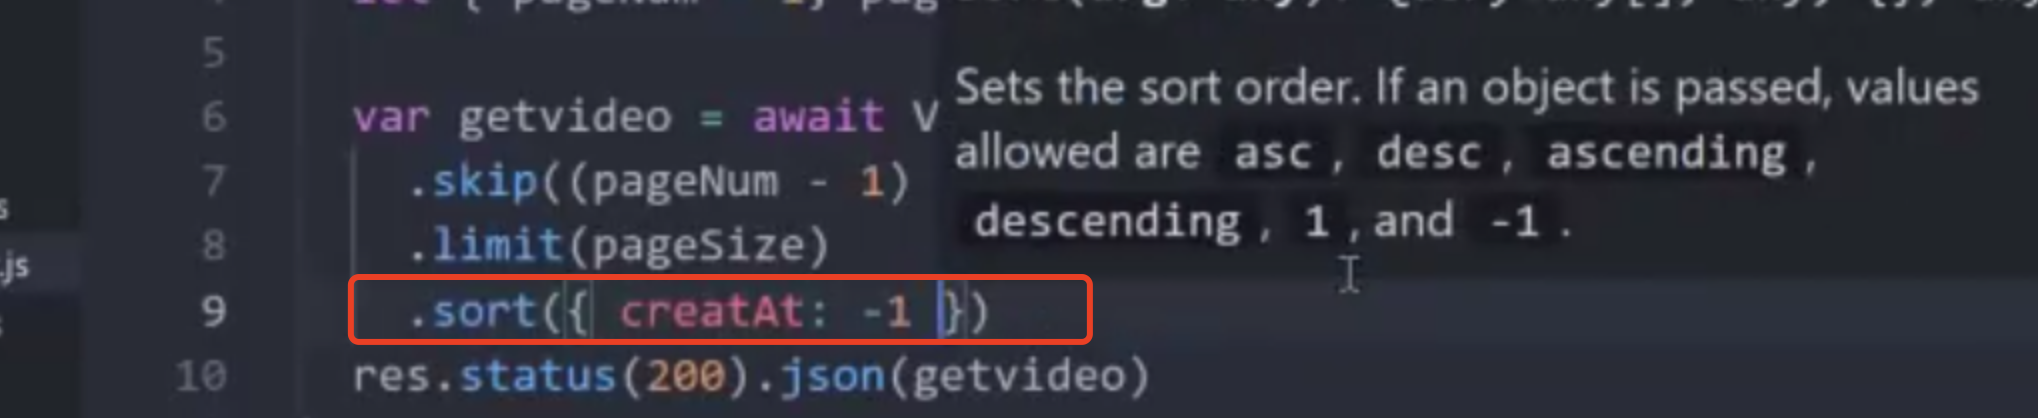 5
Sets the sort order. If an object is passed, values
6 var getvideo = await V
allowed are asc, desc, ascending,
7 .skip((pageNum - 1)
descending, 1, and -1.
8 .limit(pageSize)
.js
9 .sort({ creatAt: -1 })
10 res.status(200).json(getvideo)